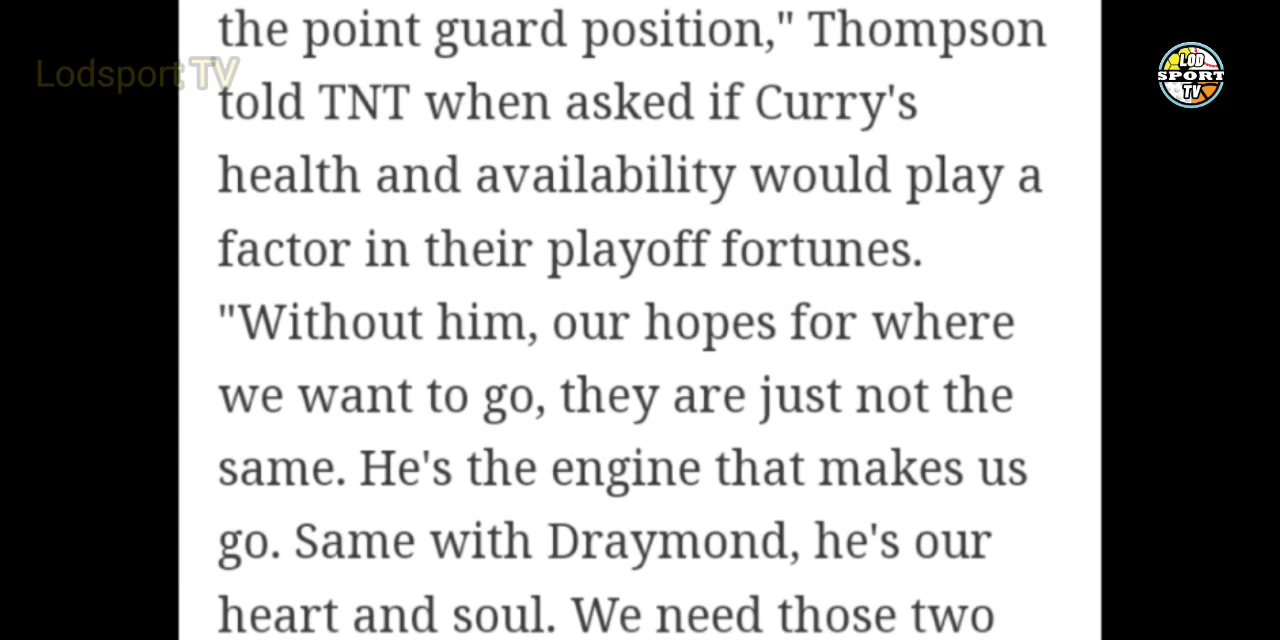 the point guard position," Thompson
Lodsport TV
told TNT when asked if Curry's
health and availability would play a
factor in their playoff fortunes.
"Without him, our hopes for where
we want to go, they are just not the
same. He's the engine that makes us
go. Same with Draymond, he's our
heart and soul. We need those two
LOD
SPORT
TV